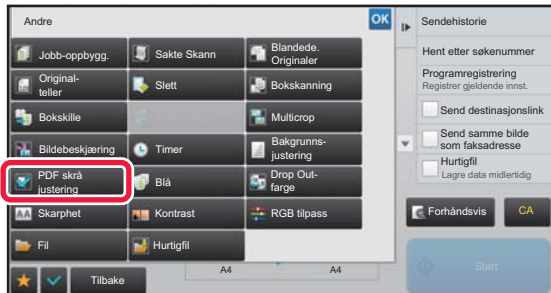 Andre
OK
Jobb-oppbygg.
Sakte Skann
Blandede.
Originaler
Original-
teller
Slett
Bokskanning
Bokskille
Multicrop
Bildebeskjæring
Timer
Bakgrunns-
justering
PDF skrå
justering
Blå
Drop Out-
farge
Skarphet
Kontrast
RGB tilpass
Fil
Hurtigfil
Tilbake
A4
A4
Sendehistorie
Hent etter søkenummer
Programregistrering
Registrer gjeldende innst.
Send destinasjonslink
Send samme bilde
som faksadresse
Hurtigfil
Lagre data midlertidig
Forhåndsvis
CA
Start